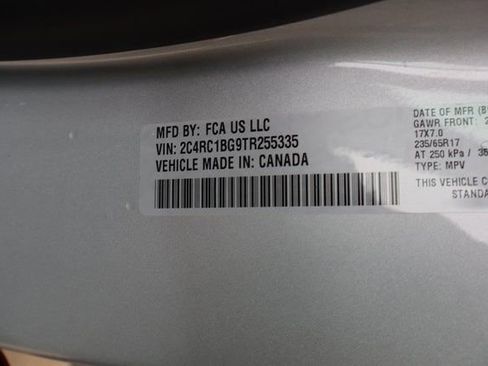 MFD BY: FCA US LLC
VIN: 2C4RC1BG9TR255335
VEHICLE MADE IN: CANADA
DATE OF MFR
GAWR FRONT:
17X7.0
235/65R17
AT 250 kPa /
TYPE: MPV
THIS VEHICLE